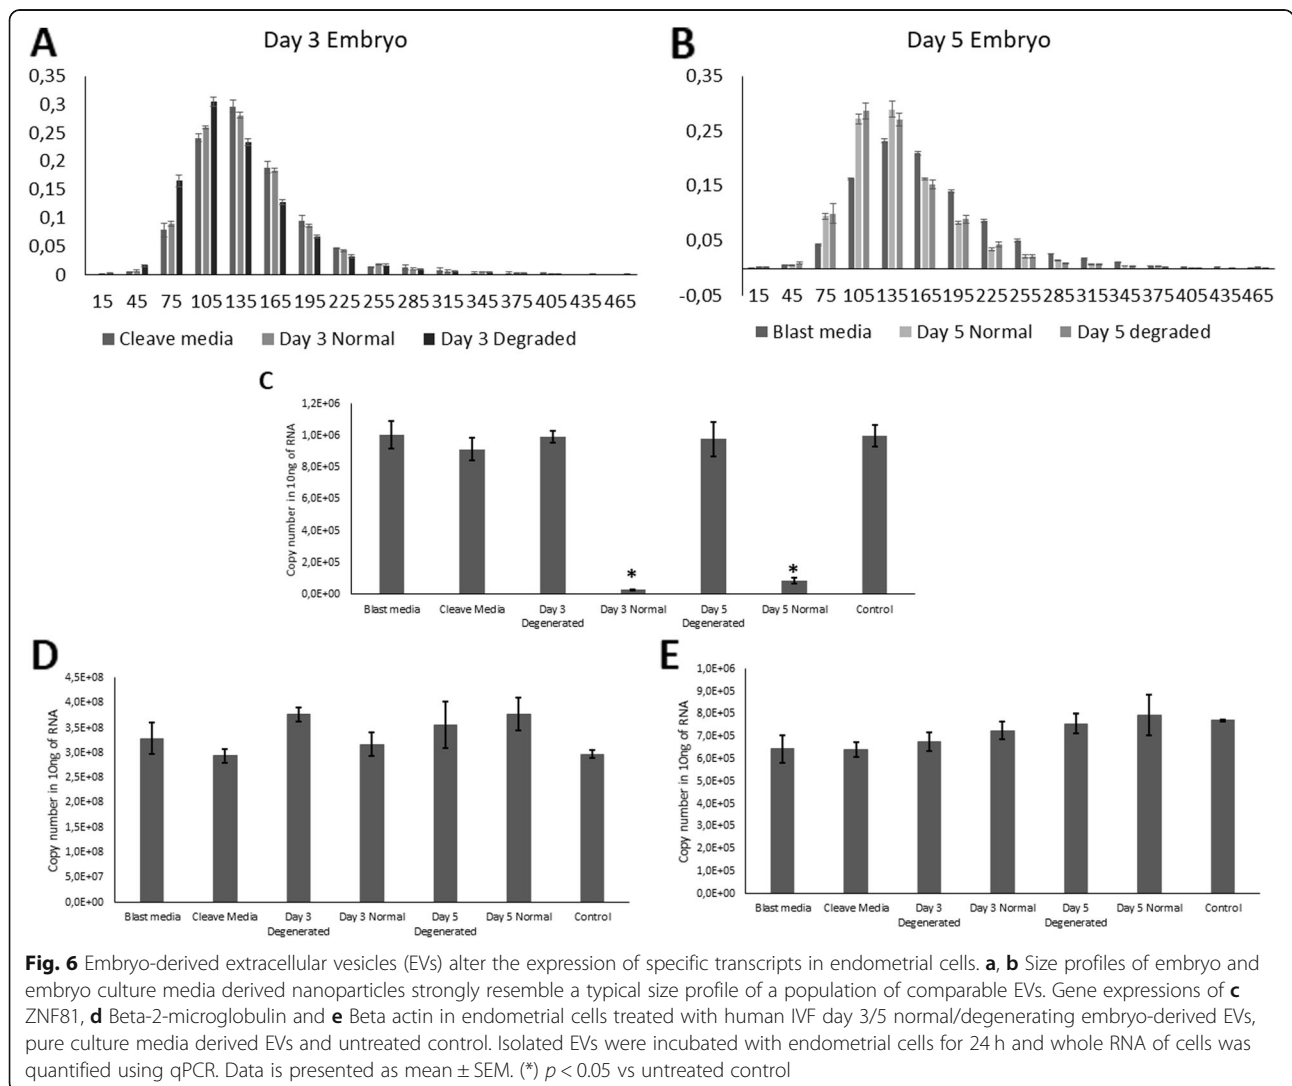 A
Day 3 Embryo
0,35
0,3
0,25
0,2
0,15
0,1
0,05
0
15 45 75 105 135 165 195 225 255 285 315 345 375 405 435 465
Cleave media Day 3 Normal Day 3 Degraded
B
Day 5 Embryo
0,35
0,25
0,15
0,05
-0,05
15 45 75 105 135 165 195 225 255 285 315 345 375 405 435 465
Blast media Day 5 Normal Day 5 degraded
C
Copy number in 10ng of RNA
1,2E+06
1,0E+06
8,0E+05
6,0E+05
4,0E+05
2,0E+05
0,0E+00
* *
Blast media Cleave Media Day 3 Degenerated Day 3 Normal Day 5 Degenerated Day 5 Normal Control
D
Copy number in 10ng of RNA
4,5E+08
4,0E+08
3,5E+08
3,0E+08
2,5E+08
2,0E+08
1,5E+08
1,0E+08
5,0E+07
0,0E+00
Blast media Cleave Media Day 3 Degenerated Day 3 Normal Day 5 Degenerated Day 5 Normal Control
E
Copy number in 10ng of RNA
1,0E+06
9,0E+05
8,0E+05
7,0E+05
6,0E+05
5,0E+05
4,0E+05
3,0E+05
2,0E+05
1,0E+05
0,0E+00
Blast media Cleave Media Day 3 Degenerated Day 3 Normal Day 5 Degenerated Day 5 Normal Control
Fig. 6 Embryo-derived extracellular vesicles (EVs) alter the expression of specific transcripts in endometrial cells. a, b Size profiles of embryo and
embryo culture media derived nanoparticles strongly resemble a typical size profile of a population of comparable EVs. Gene expressions of c
ZNF81, d Beta-2-microglobulin and e Beta actin in endometrial cells treated with human IVF day 3/5 normal/degenerating embryo-derived EVs,
pure culture media derived EVs and untreated control. Isolated EVs were incubated with endometrial cells for 24 h and whole RNA of cells was
quantified using qPCR. Data is presented as mean ± SEM. (*) p < 0.05 vs untreated control